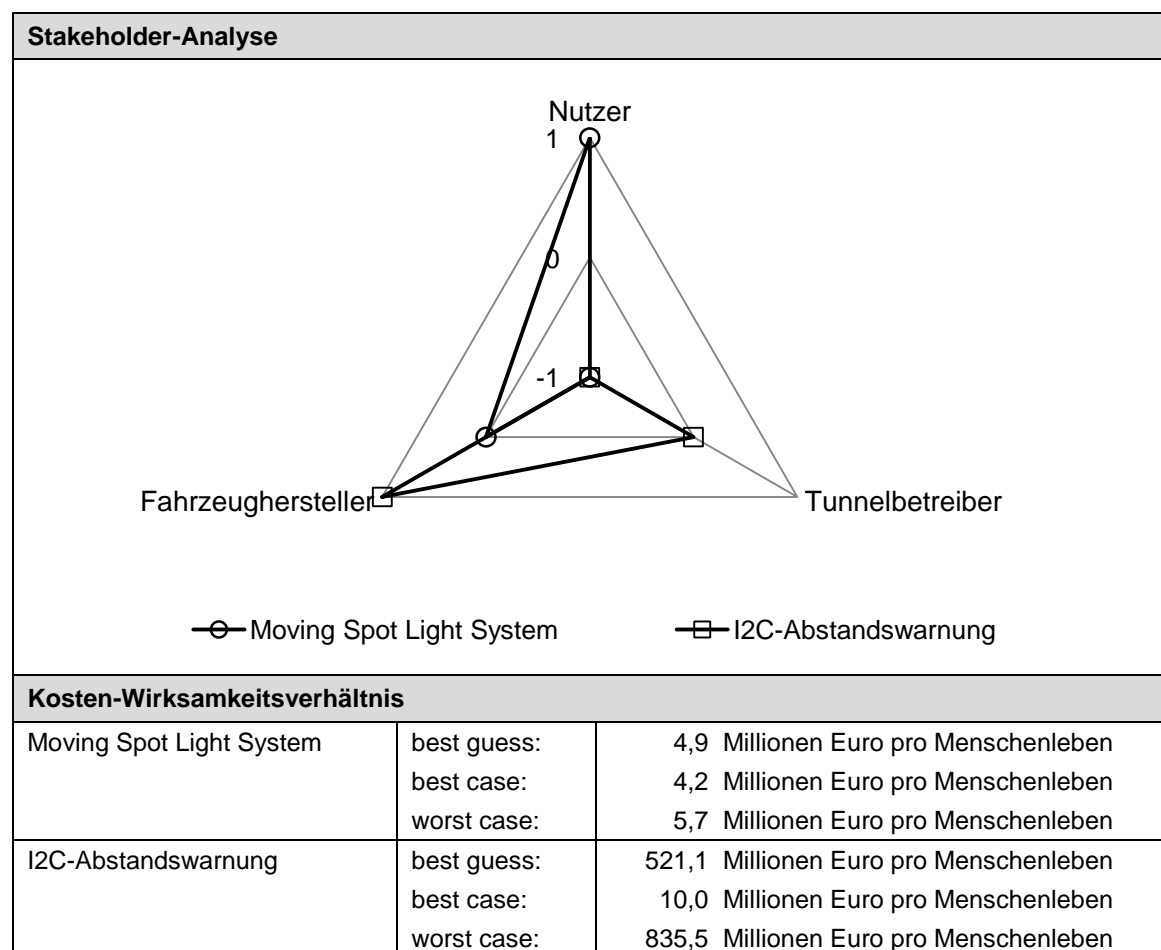 Stakeholder-Analyse
Nutzer
1
0
-1
Fahrzeughersteller
Tunnelbetreiber
Moving Spot Light System
I2C-Abstandswarnung
Kosten-Wirksamkeitsverhältnis
Moving Spot Light System best guess: 4,9 Millionen Euro pro Menschenleben
best case: 4,2 Millionen Euro pro Menschenleben
worst case: 5,7 Millionen Euro pro Menschenleben
I2C-Abstandswarnung best guess: 521,1 Millionen Euro pro Menschenleben
best case: 10,0 Millionen Euro pro Menschenleben
worst case: 835,5 Millionen Euro pro Menschenleben